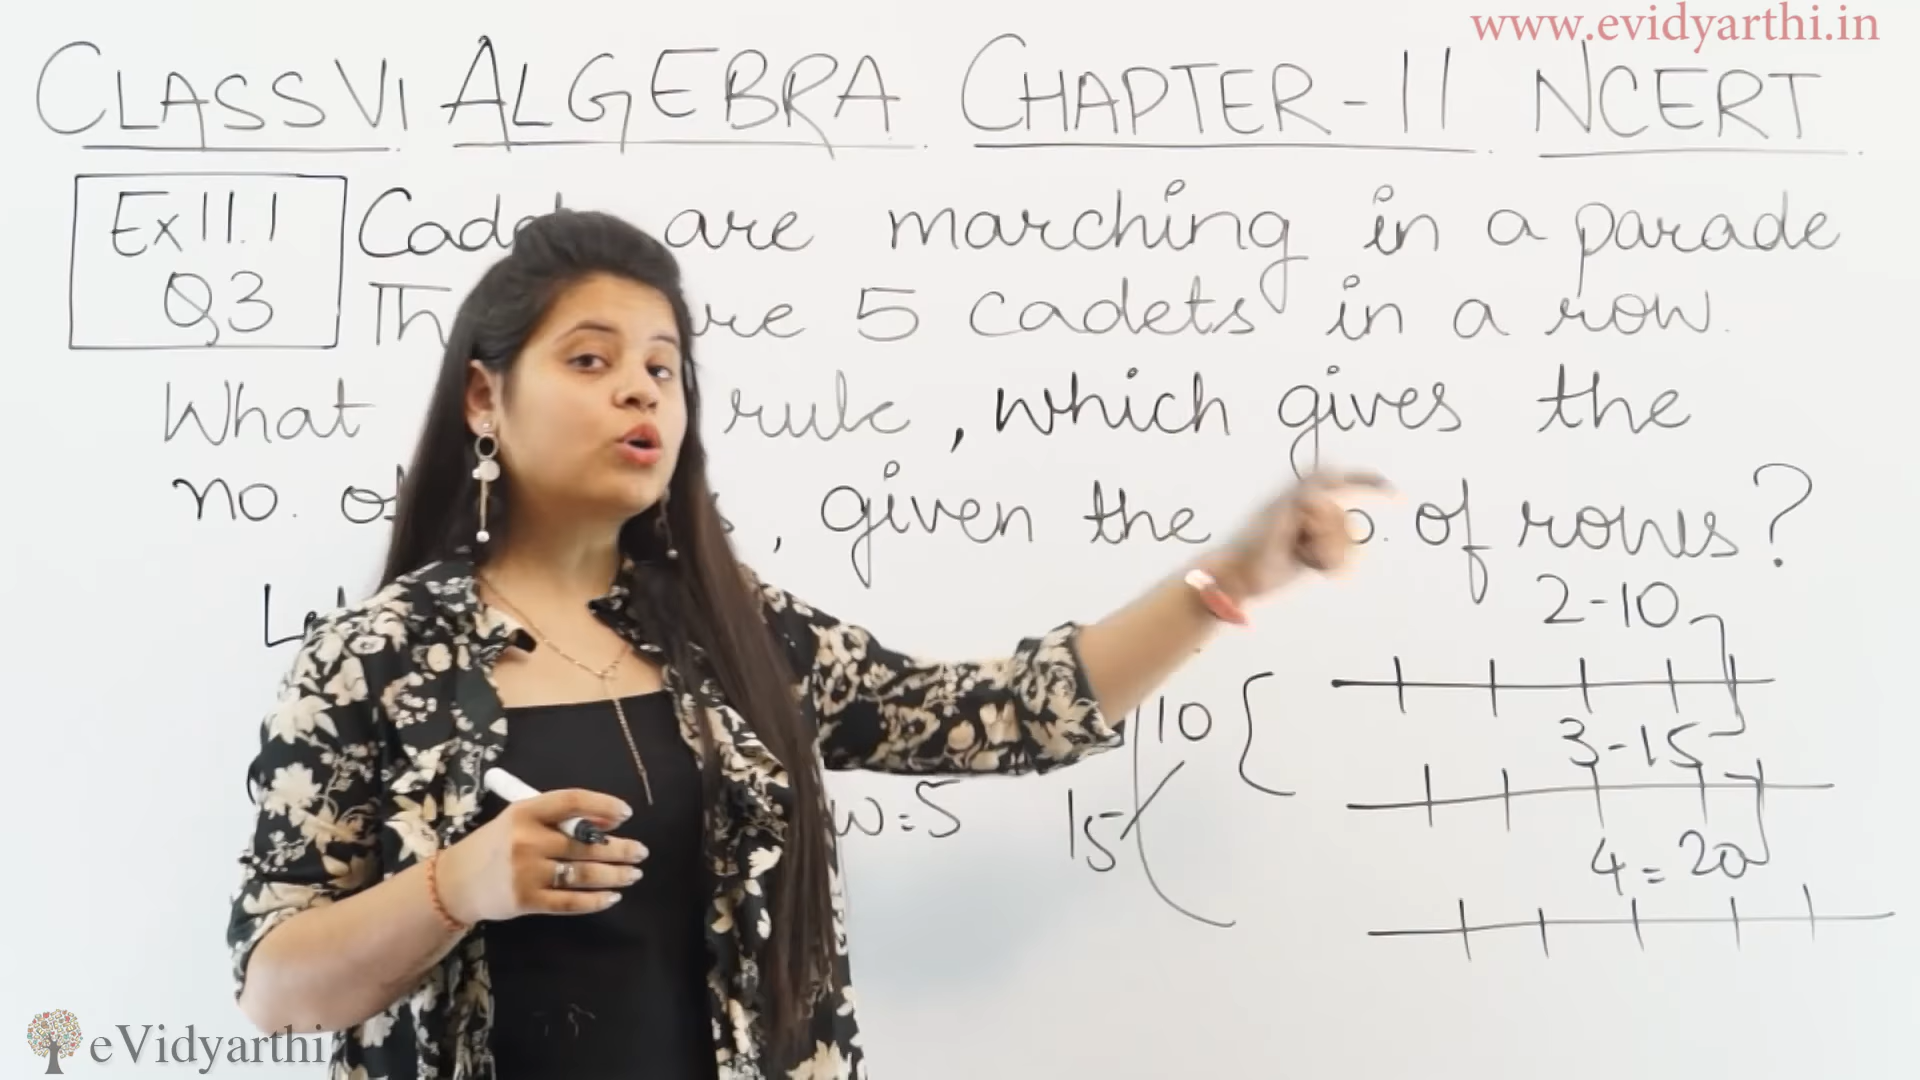 www.evidyarthi.in
CLASS VI ALGEBRA CHAPTER-11 NCERT
Ex 11.1
Q3
are marching in a parade
5 cadets in a row.
What rule, which gives the
no. of , given the of rows?
2-10
10
3-15
w=5
15
4=20
eVidyarthi